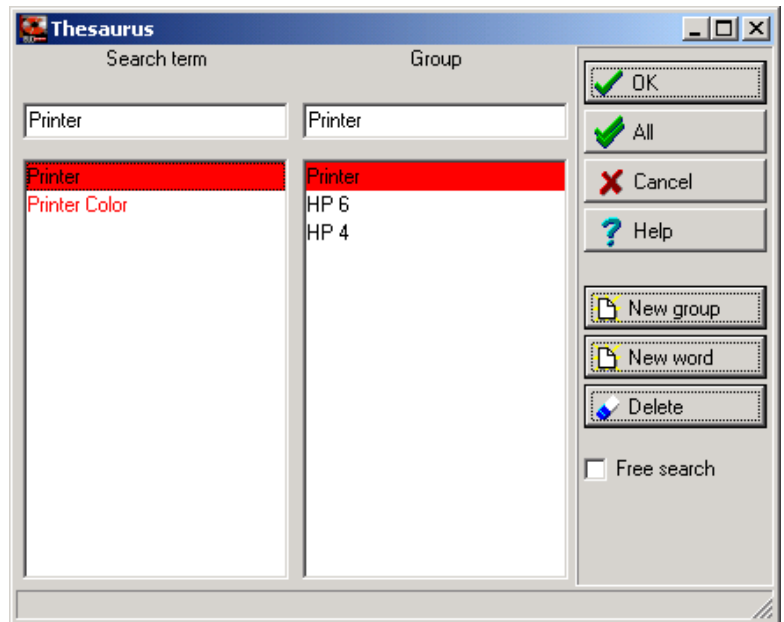 Thesaurus
Search term
Group
Printer
Printer
Printer
Printer Color
Printer
HP 6
HP 4
OK
All
Cancel
Help
New group
New word
Delete
Free search